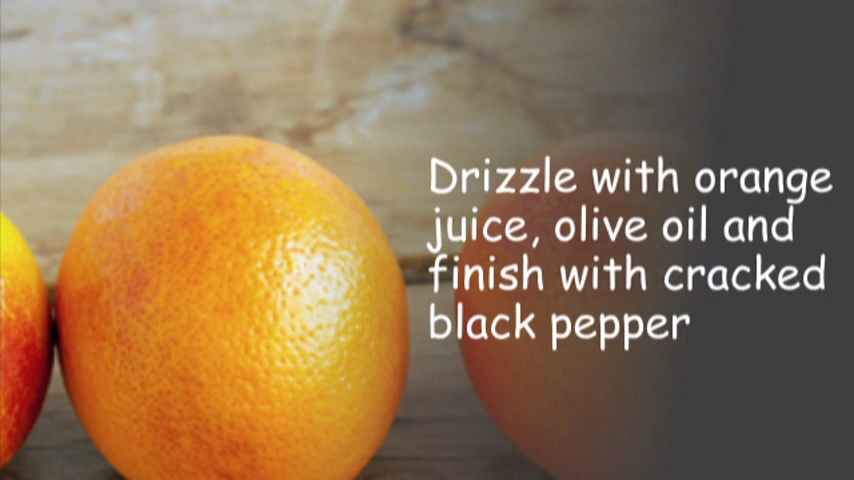 Drizzle with orange
juice, olive oil and
finish with cracked
black pepper